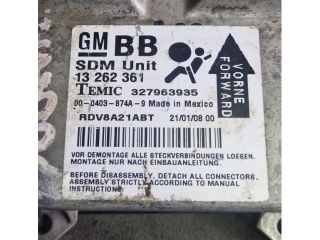 GM BB
SDM Unit
13 262 361
TEMIC 327963935
00-0403-874A-9 Made in Mexico
RDV8A21ABT 21/01/08 00
VORNE
FORWARD
VOR DEMONTAGE ALLE STECKVERBINDUNGEN LOESEN.
MONTAGE NUR NACH EINBAUANLEITUNG.
BEFORE DISASSEMBLY, DETACH ALL CONNECTORS.
ASSEMBLY STRICTLY ACCORDING TO MANUAL